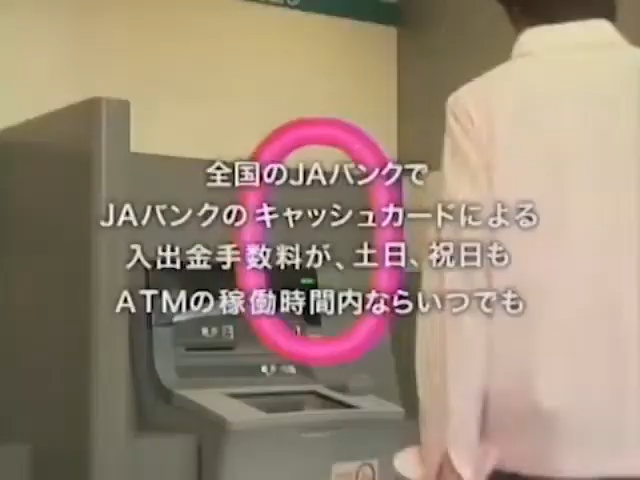 全国のJAバンクで
JAバンクのキャッシュカードによる
入出金手数料が、土日、祝日も
ATMの稼働時間内ならいつでも
0